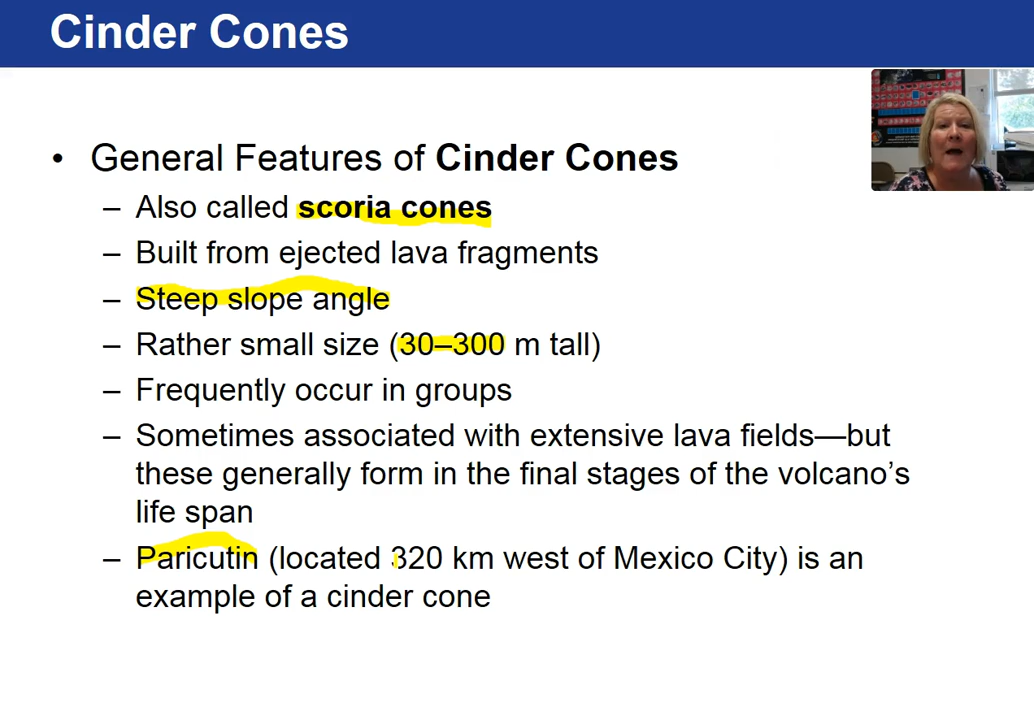 Cinder Cones
• General Features of Cinder Cones
– Also called scoria cones
– Built from ejected lava fragments
– Steep slope angle
– Rather small size (30–300 m tall)
– Frequently occur in groups
– Sometimes associated with extensive lava fields—but
these generally form in the final stages of the volcano’s
life span
– Paricutin (located 320 km west of Mexico City) is an
example of a cinder cone